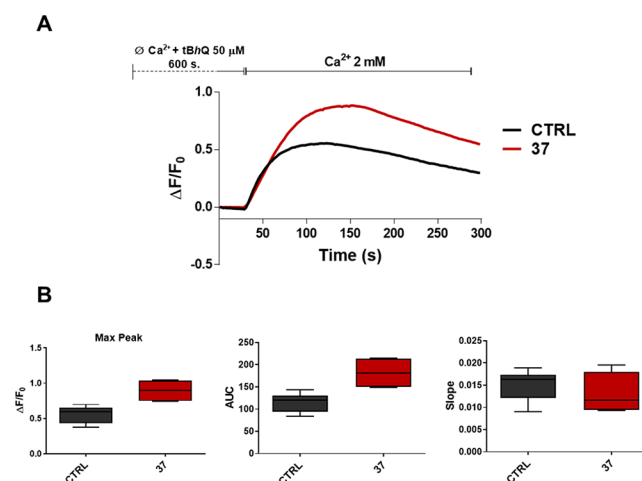 A
Ø Ca²⁺ + tBhQ 50 µM
600 s.
Ca²⁺ 2 mM
1.0
0.5
0.0
-0.5
ΔF/F₀
50 100 150 200 250 300
Time (s)
CTRL
37
B
Max Peak
1.5
1.0
0.5
0.0
ΔF/F₀
CTRL 37
250
200
150
100
50
0
AUC
CTRL 37
0.025
0.020
0.015
0.010
0.005
0.000
Slope
CTRL 37